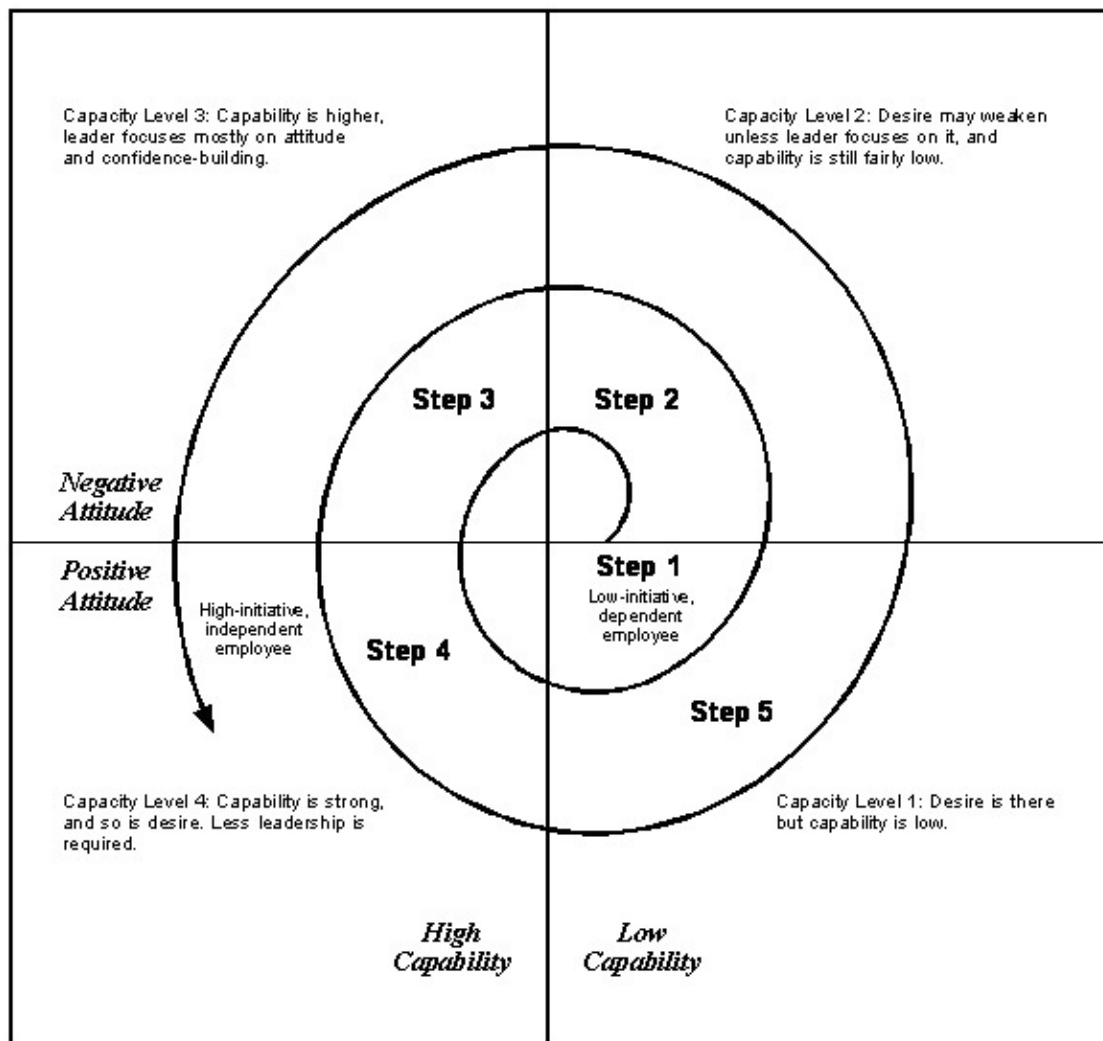 Capacity Level 3: Capability is higher,
leader focuses mostly on attitude
and confidence-building.
Capacity Level 2: Desire may weaken
unless leader focuses on it, and
capability is still fairly low.
Step 3
Step 2
Negative
Attitude
Positive
Attitude
Step 1
Low-initiative,
dependent
employee
High-initiative,
independent
employee
Step 4
Step 5
Capacity Level 4: Capability is strong,
and so is desire. Less leadership is
required.
Capacity Level 1: Desire is there
but capability is low.
High
Capability
Low
Capability